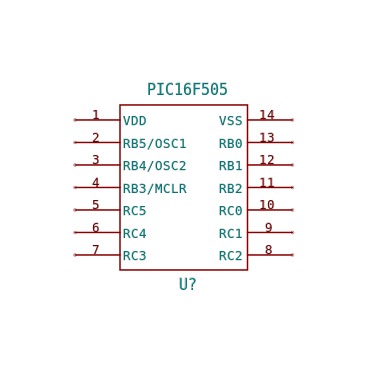 PIC16F505
1 VDD VSS 14
2 RB5/OSC1 RB0 13
3 RB4/OSC2 RB1 12
4 RB3/MCLR RB2 11
5 RC5 RC0 10
6 RC4 RC1 9
7 RC3 RC2 8
U?